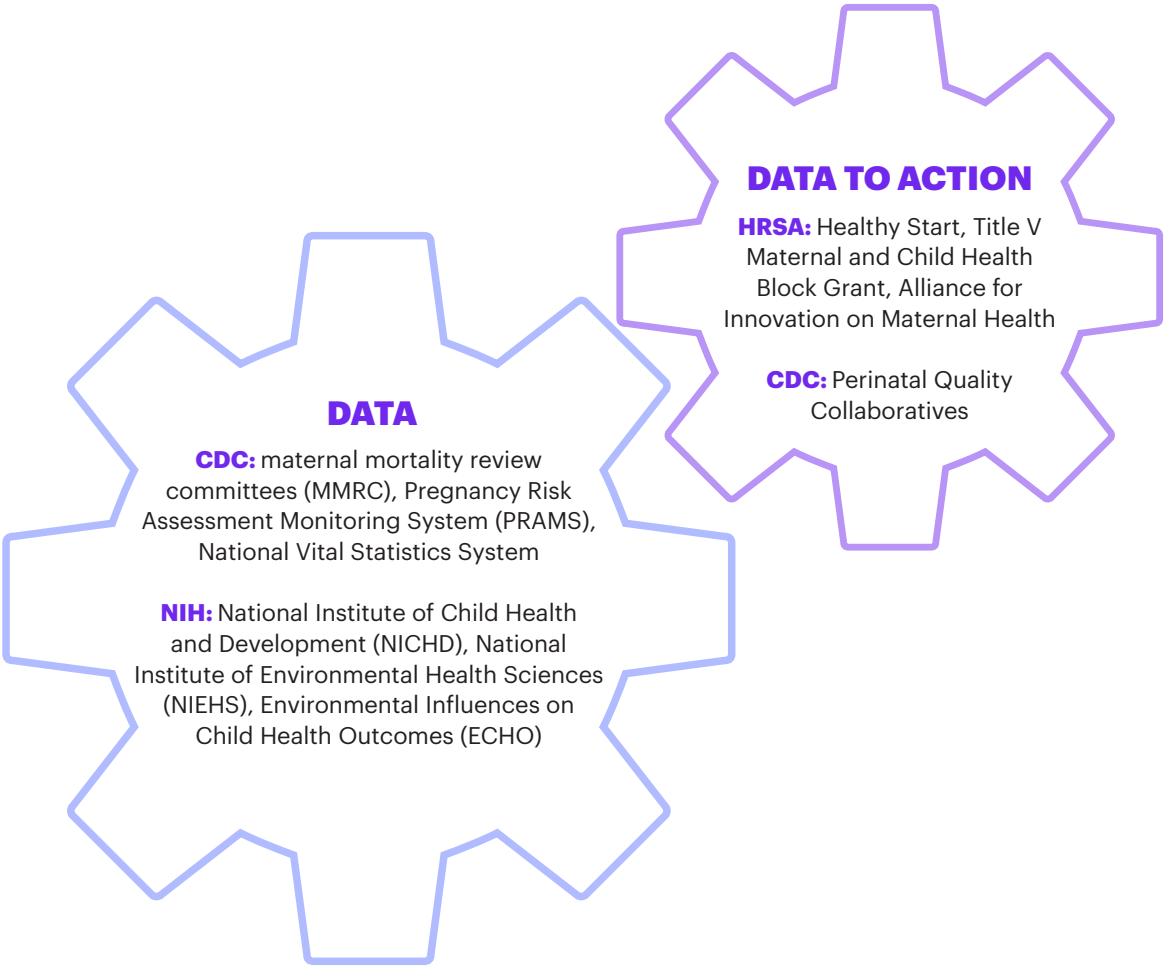 DATA TO ACTION
HRSA: Healthy Start, Title V
Maternal and Child Health
Block Grant, Alliance for
Innovation on Maternal Health
CDC: Perinatal Quality
Collaboratives
DATA
CDC: maternal mortality review
committees (MMRC), Pregnancy Risk
Assessment Monitoring System (PRAMS),
National Vital Statistics System
NIH: National Institute of Child Health
and Development (NICHD), National
Institute of Environmental Health Sciences
(NIEHS), Environmental Influences on
Child Health Outcomes (ECHO)